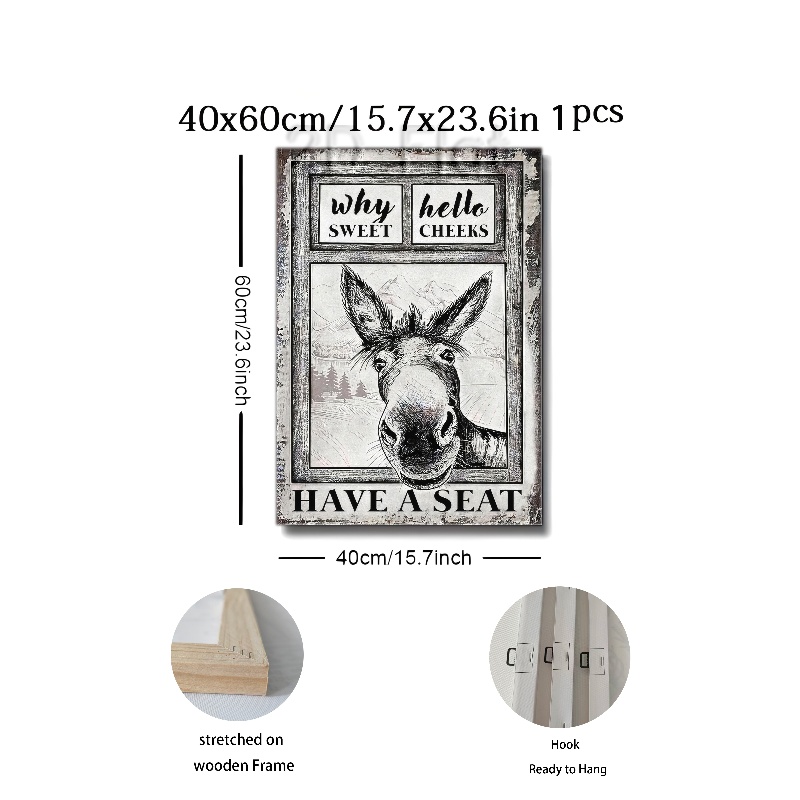 40x60cm/15.7x23.6in 1pcs
why hello
SWEET CHEEKS
60cm/23.6inch
HAVE A SEAT
40cm/15.7inch
stretched on
wooden Frame
Hook
Ready to Hang